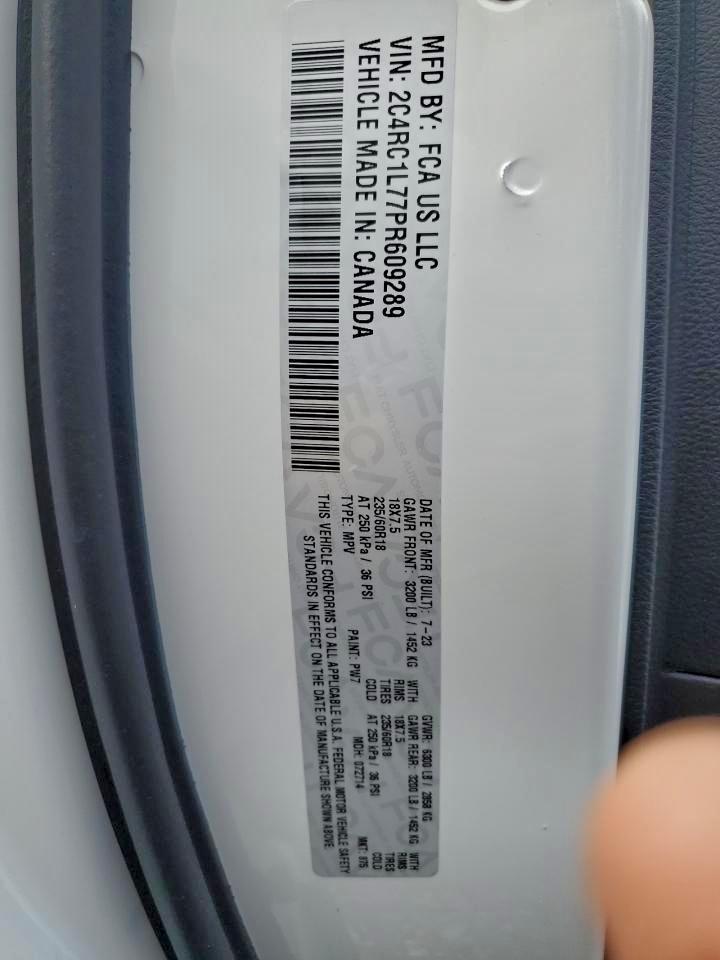 MFD BY: FCA US LLC
VIN: 2C4RC1L77PR609289
VEHICLE MADE IN: CANADA
DATE OF MFR (BUILT): 7-23 GVWR: 6300 LB / 2858 KG
GAWR FRONT: 3200 LB / 1452 KG WITH GAWR REAR: 3200 LB / 1452 KG WITH
18X7.5 RIMS 18X7.5 RIMS
235/60R18 TIRES 235/60R18 TIRES
AT 250 kPa / 36 PSI COLD AT 250 kPa / 36 PSI COLD
TYPE: MPV PAINT: PW7 MDH: 072714 MKT: 875
THIS VEHICLE CONFORMS TO ALL APPLICABLE U.S.A. FEDERAL MOTOR VEHICLE SAFETY
STANDARDS IN EFFECT ON THE DATE OF MANUFACTURE SHOWN ABOVE.